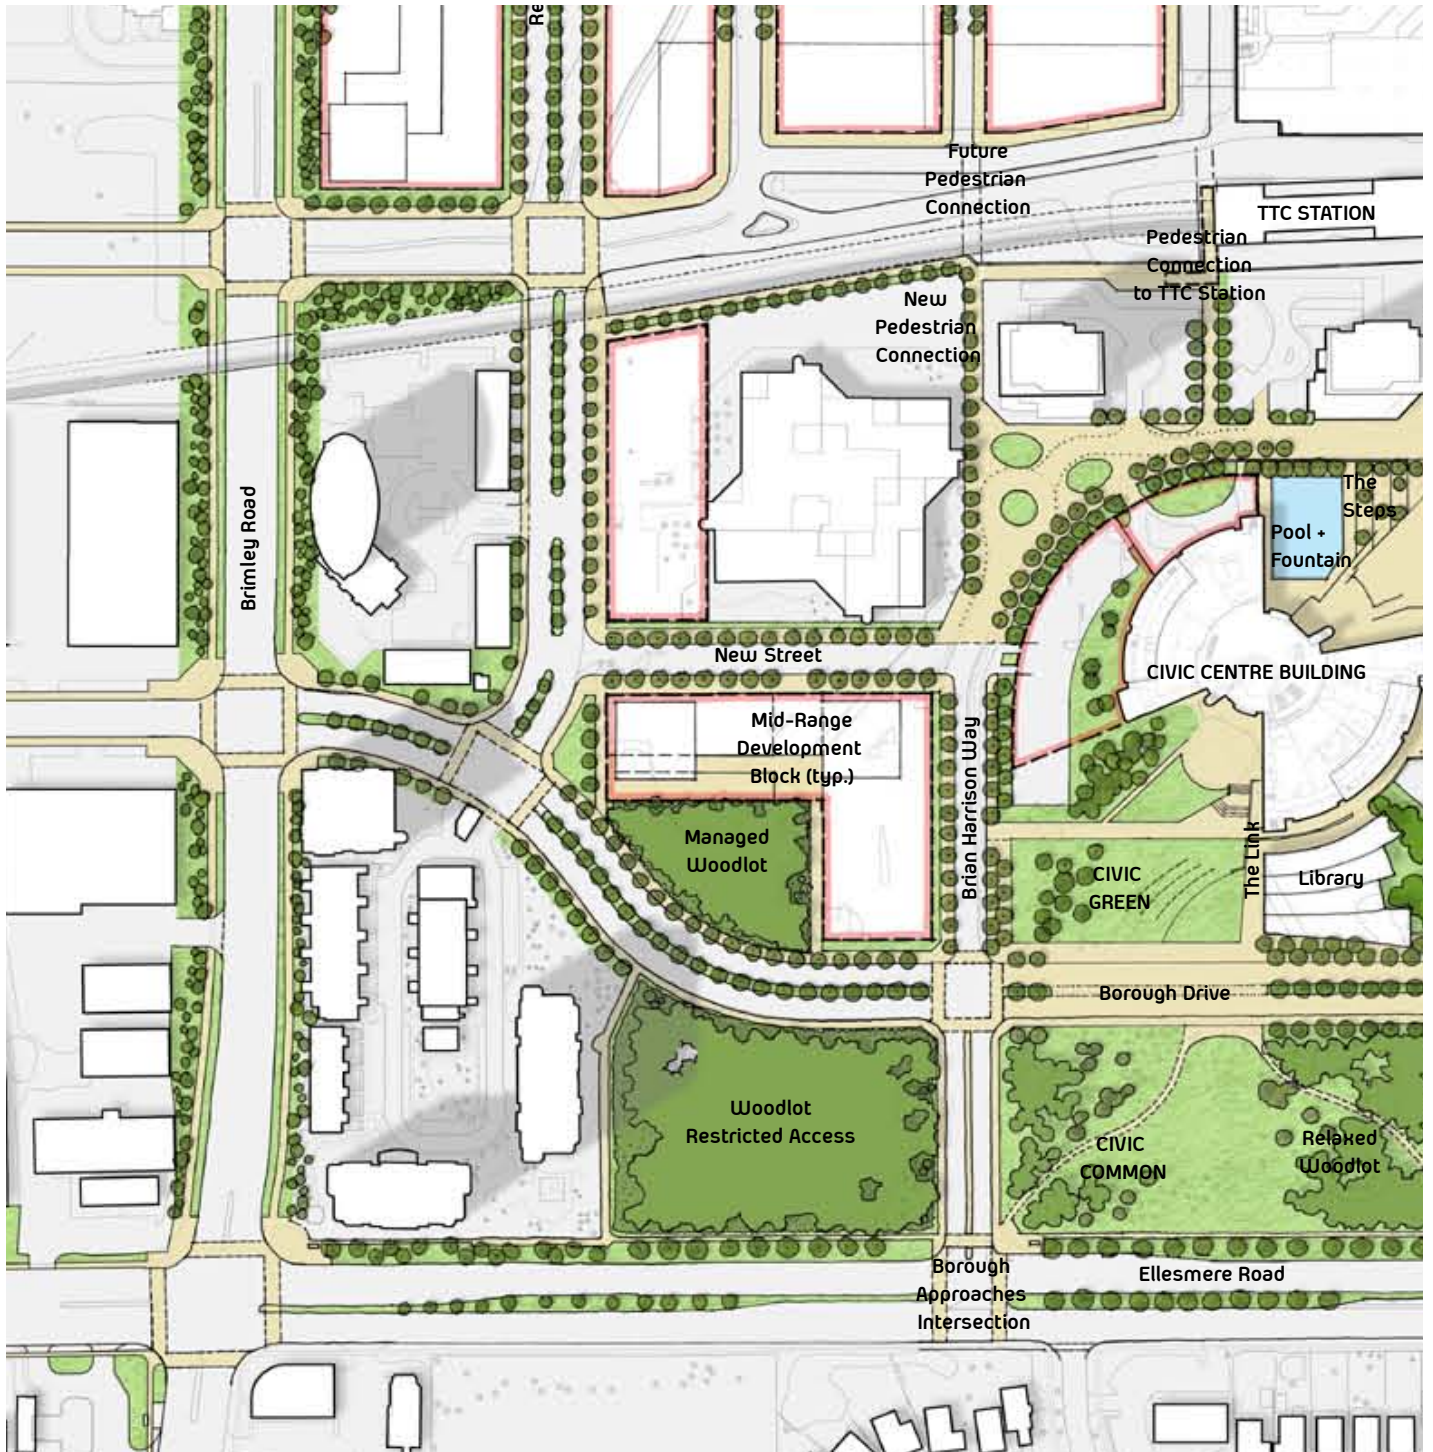 Re
Future
Pedestrian
Connection
TTC STATION
Pedestrian
Connection
to TTC Station
New
Pedestrian
Connection
The
Steps
Pool +
Fountain
Brimley Road
New Street
CIVIC CENTRE BUILDING
Mid-Range
Development
Block (typ.)
Brian Harrison Way
Managed
Woodlot
The Link
CIVIC
GREEN
Library
Borough Drive
Woodlot
Restricted Access
CIVIC
COMMON
Relaxed
Woodlot
Borough
Approaches
Intersection
Ellesmere Road